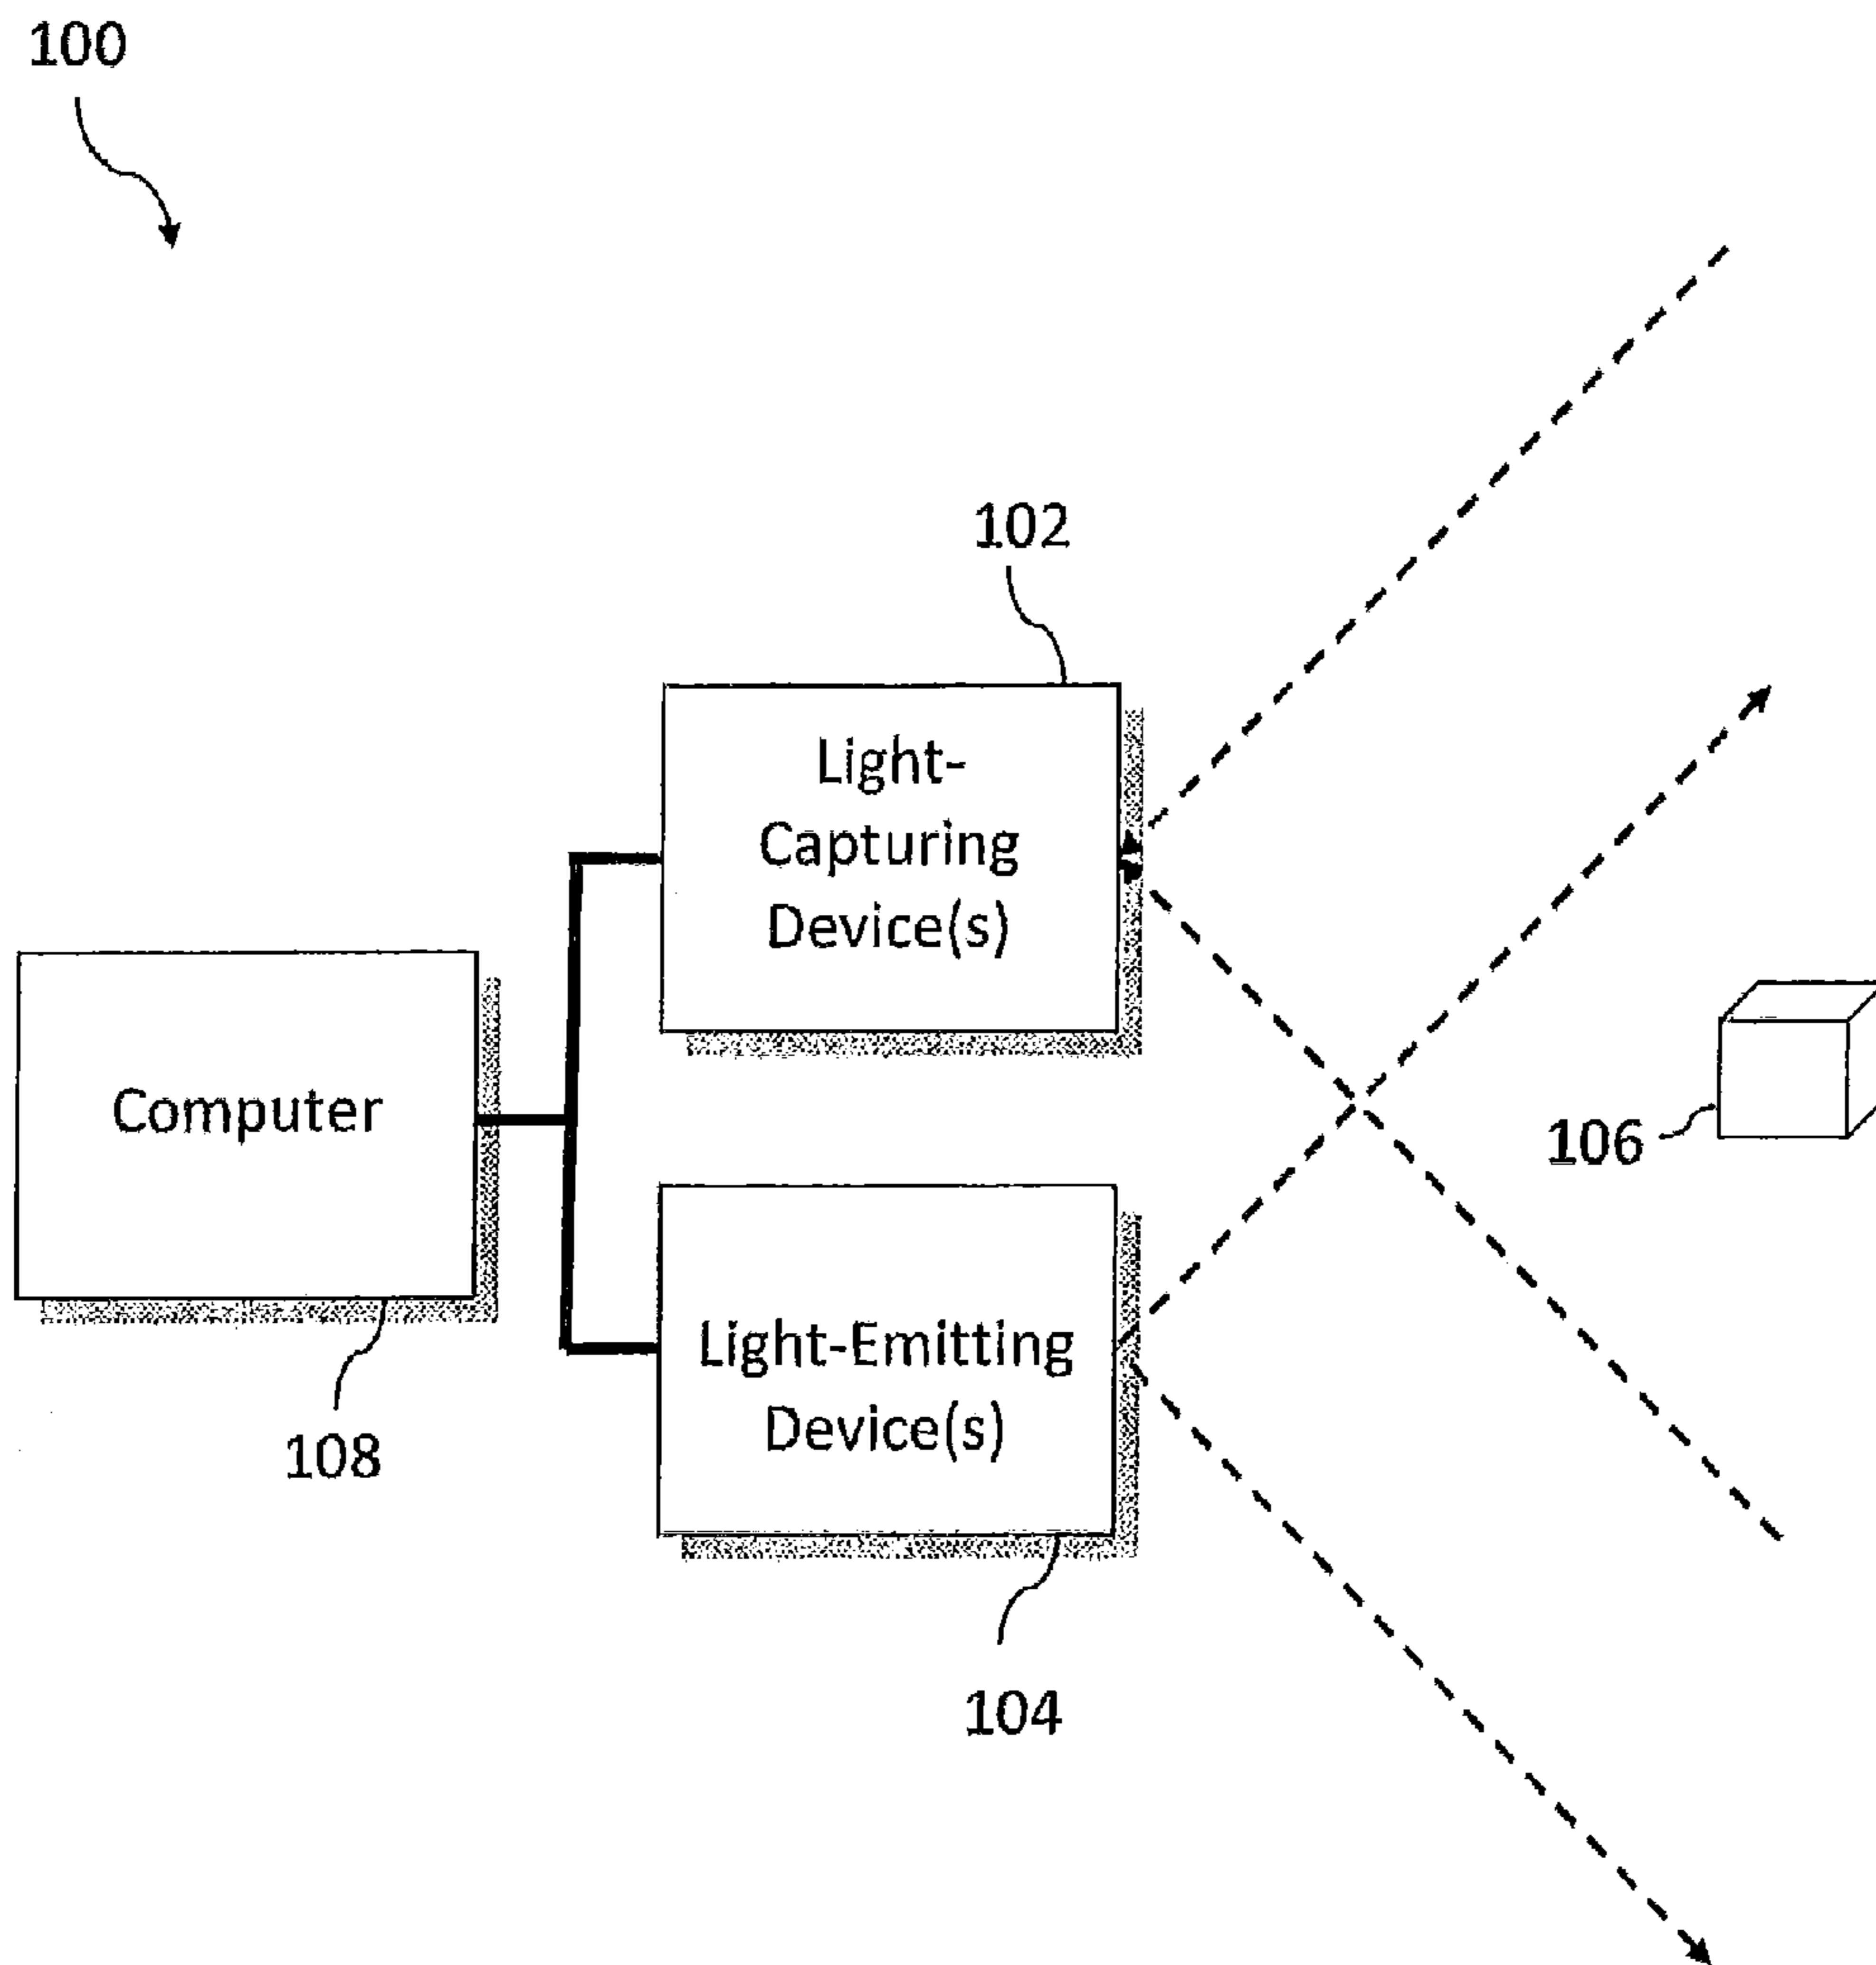 100
102
Light-
Capturing
Device(s)
Computer
106
Light-Emitting
Device(s)
108
104